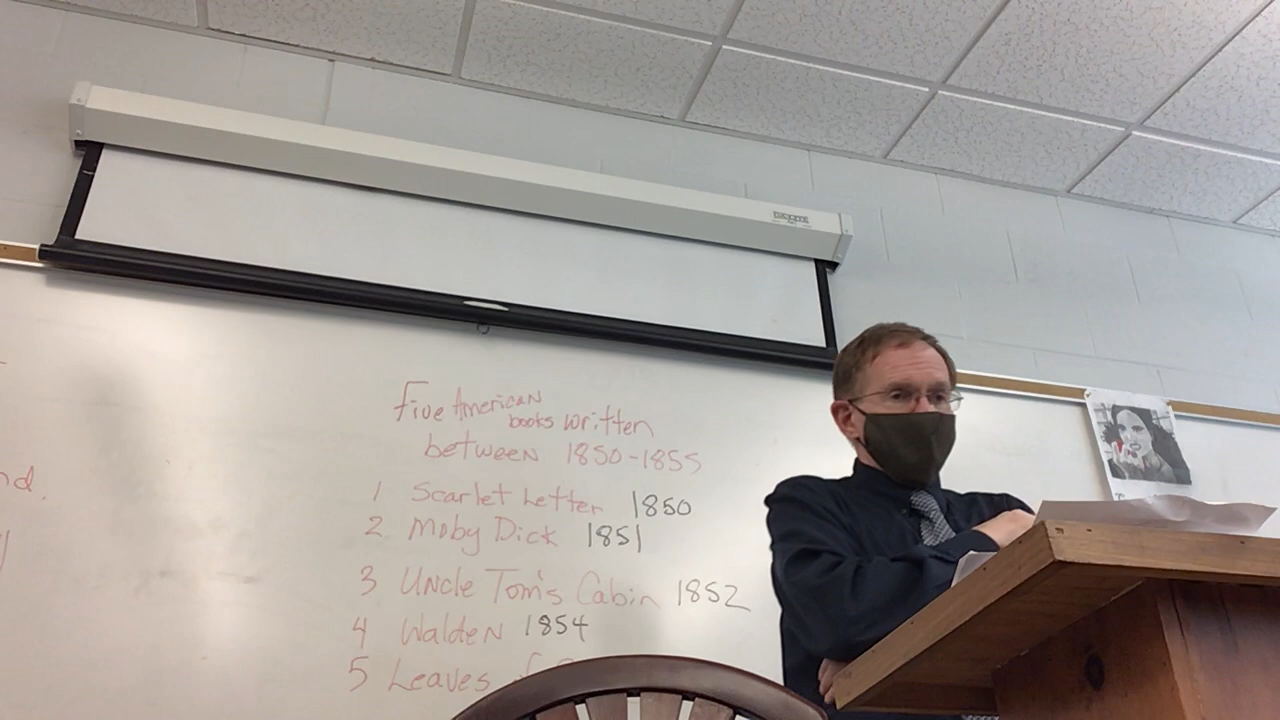 Five American
books written
between 1850-1855
1 Scarlet Letter 1850
2 Moby Dick 1851
3 Uncle Tom's Cabin 1852
4 Walden 1854
5 Leaves
nd.